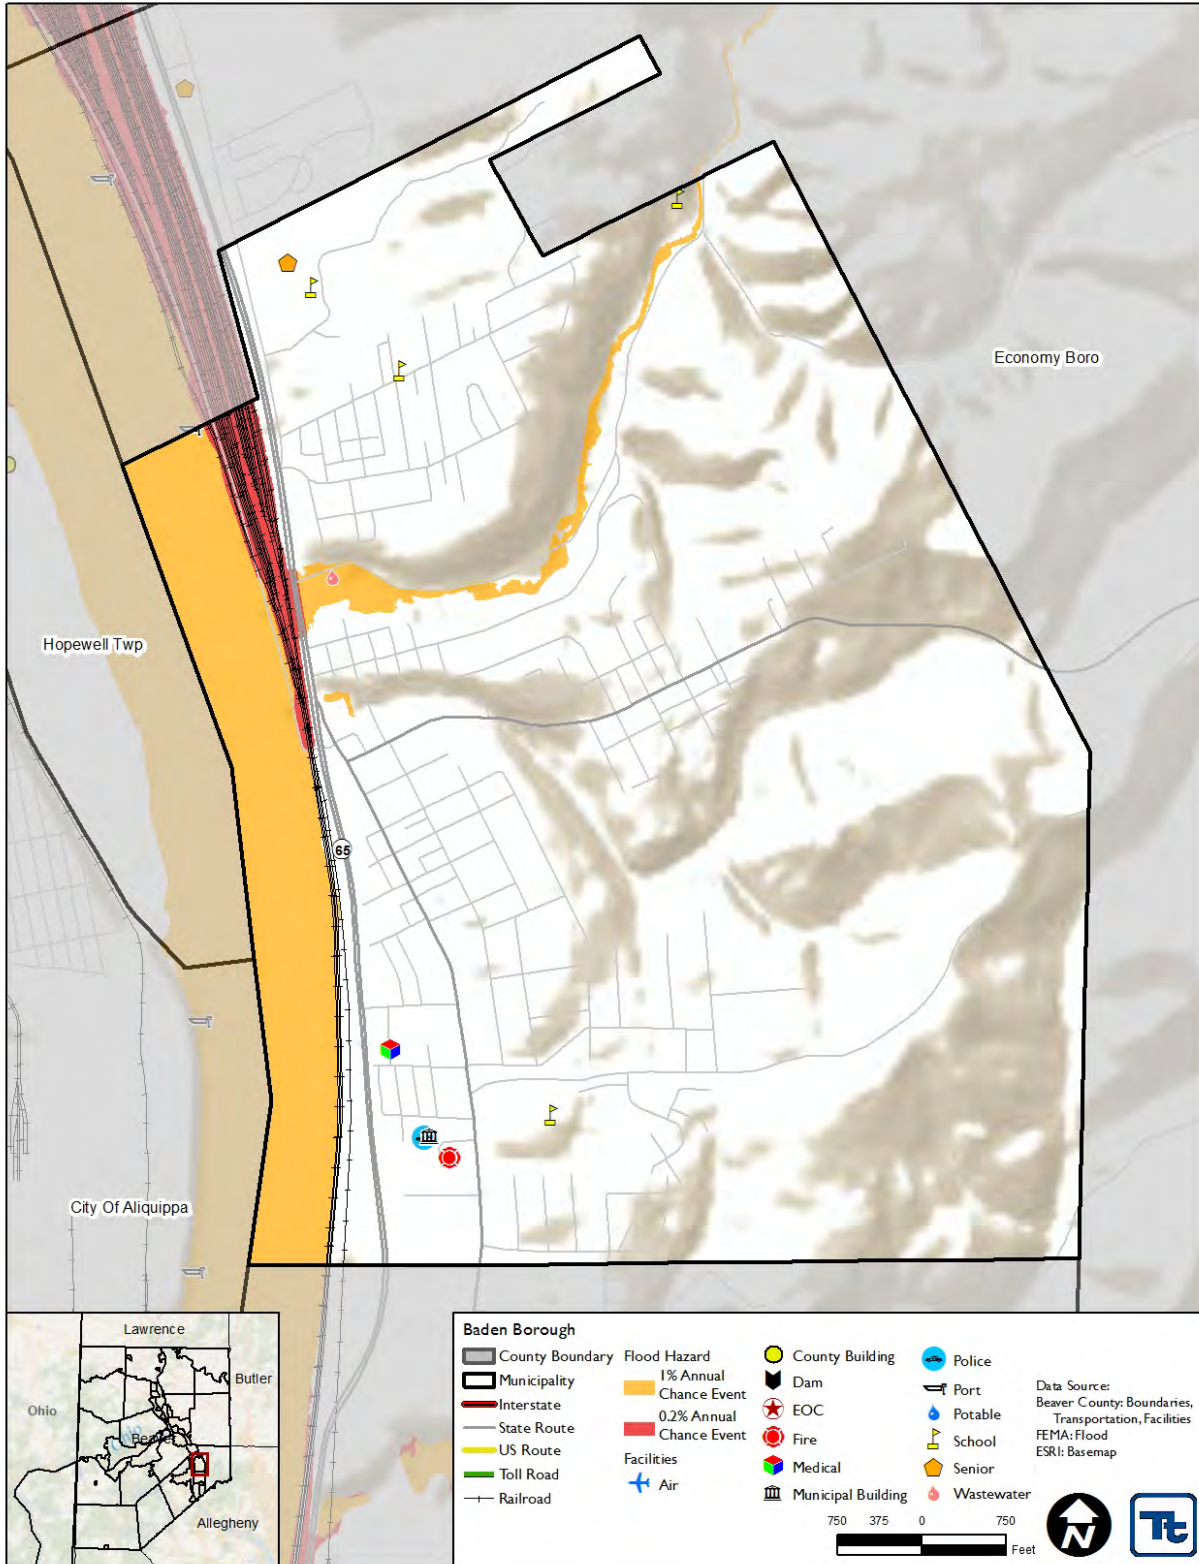 Economy Boro
Hopewell Twp
65
City Of Aliquippa
Lawrence
Butler
Ohio
Ohio
Beaver
Allegheny
Baden Borough
County Boundary
Municipality
Interstate
State Route
US Route
Toll Road
Railroad
Flood Hazard
1% Annual
Chance Event
0.2% Annual
Chance Event
Facilities
Air
County Building
Dam
EOC
Fire
Medical
Municipal Building
Police
Port
Potable
School
Senior
Wastewater
Data Source:
Beaver County: Boundaries,
Transportation, Facilities
FEMA: Flood
ESRI: Basemap
750 375 0 750
Feet
N
Tt